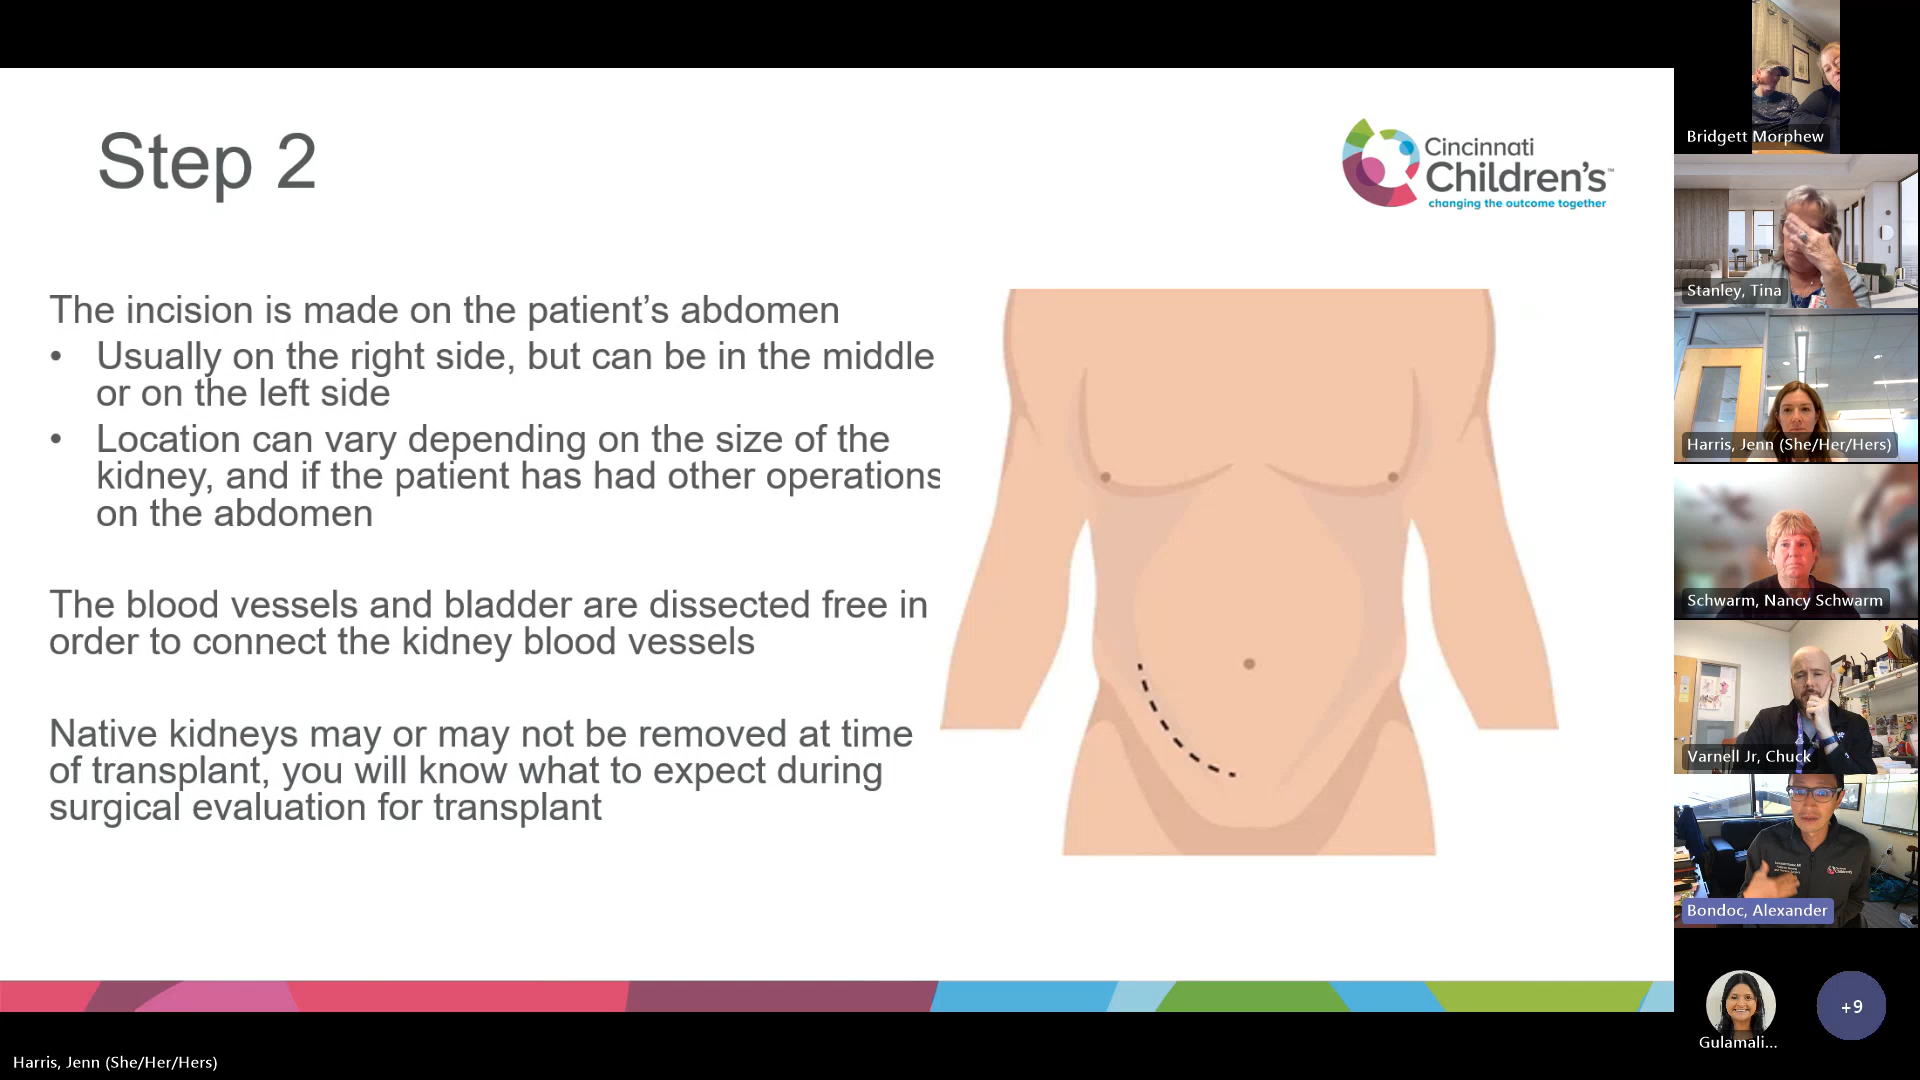 Step 2
Cincinnati
Children's™
changing the outcome together
The incision is made on the patient's abdomen
• Usually on the right side, but can be in the middle
or on the left side
• Location can vary depending on the size of the
kidney, and if the patient has had other operations
on the abdomen
The blood vessels and bladder are dissected free in
order to connect the kidney blood vessels
Native kidneys may or may not be removed at time
of transplant, you will know what to expect during
surgical evaluation for transplant
Bridgett Morphew
Stanley, Tina
Harris, Jenn (She/Her/Hers)
Schwarm, Nancy Schwarm
Varnell Jr, Chuck
Bondoc, Alexander
Gulamali...
+9
Harris, Jenn (She/Her/Hers)